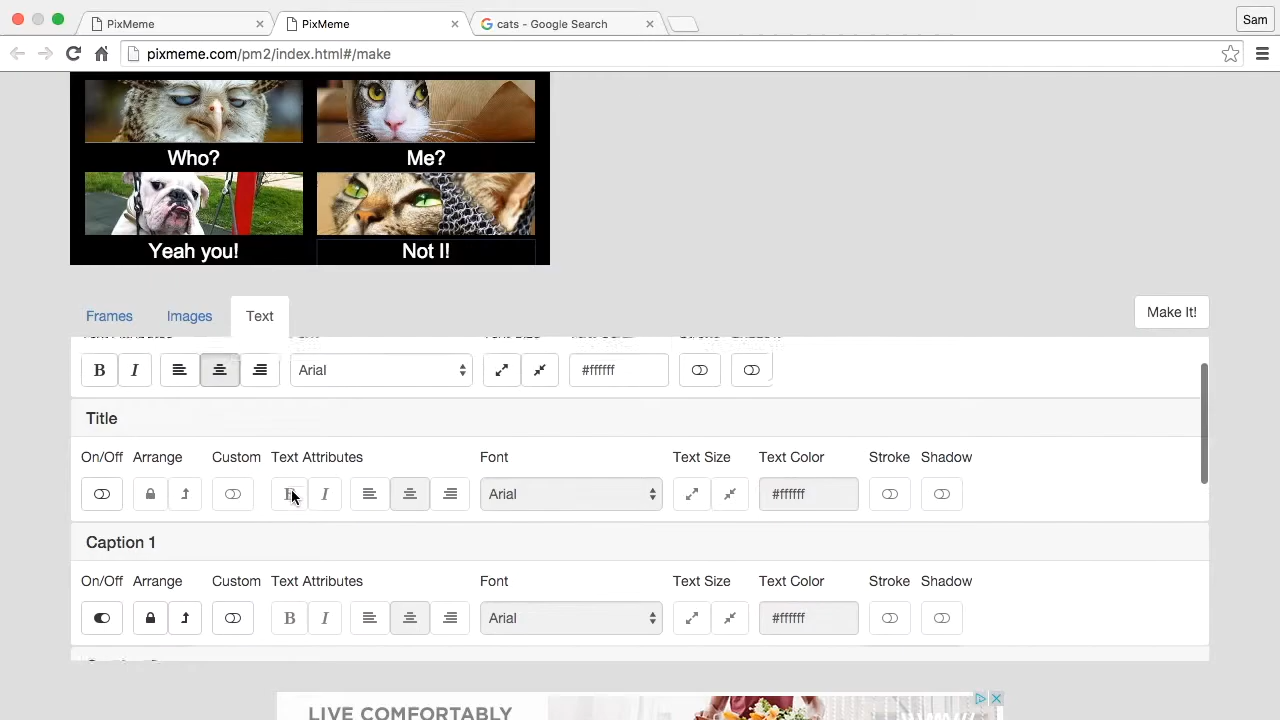 PixMeme
PixMeme
cats - Google Search
Sam
pixmeme.com/pm2/index.html#/make
Who?
Me?
Yeah you!
Not I!
Frames
Images
Text
Make It!
B
I
Arial
#ffffff
Title
On/Off
Arrange
Custom
Text Attributes
Font
Text Size
Text Color
Stroke
Shadow
B
I
Arial
#ffffff
Caption 1
On/Off
Arrange
Custom
Text Attributes
Font
Text Size
Text Color
Stroke
Shadow
B
I
Arial
#ffffff
LIVE COMFORTABLY